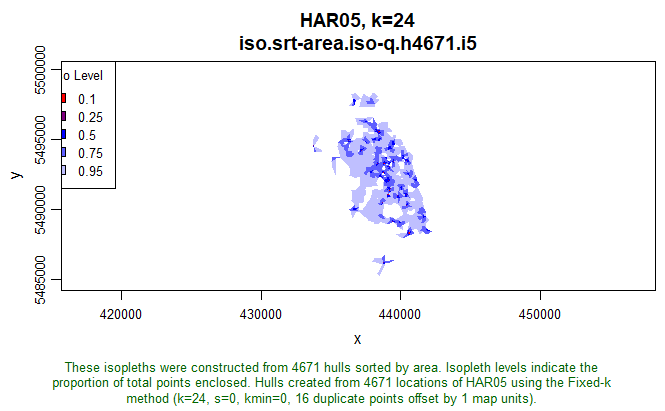 HAR05, k=24
iso.srt-area.iso-q.h4671.i5
o Level
0.1
0.25
0.5
0.75
0.95
5500000
5495000
5490000
5485000
y
420000
430000
440000
450000
x
These isopleths were constructed from 4671 hulls sorted by area. Isopleth levels indicate the
proportion of total points enclosed. Hulls created from 4671 locations of HAR05 using the Fixed-k
method (k=24, s=0, kmin=0, 16 duplicate points offset by 1 map units).